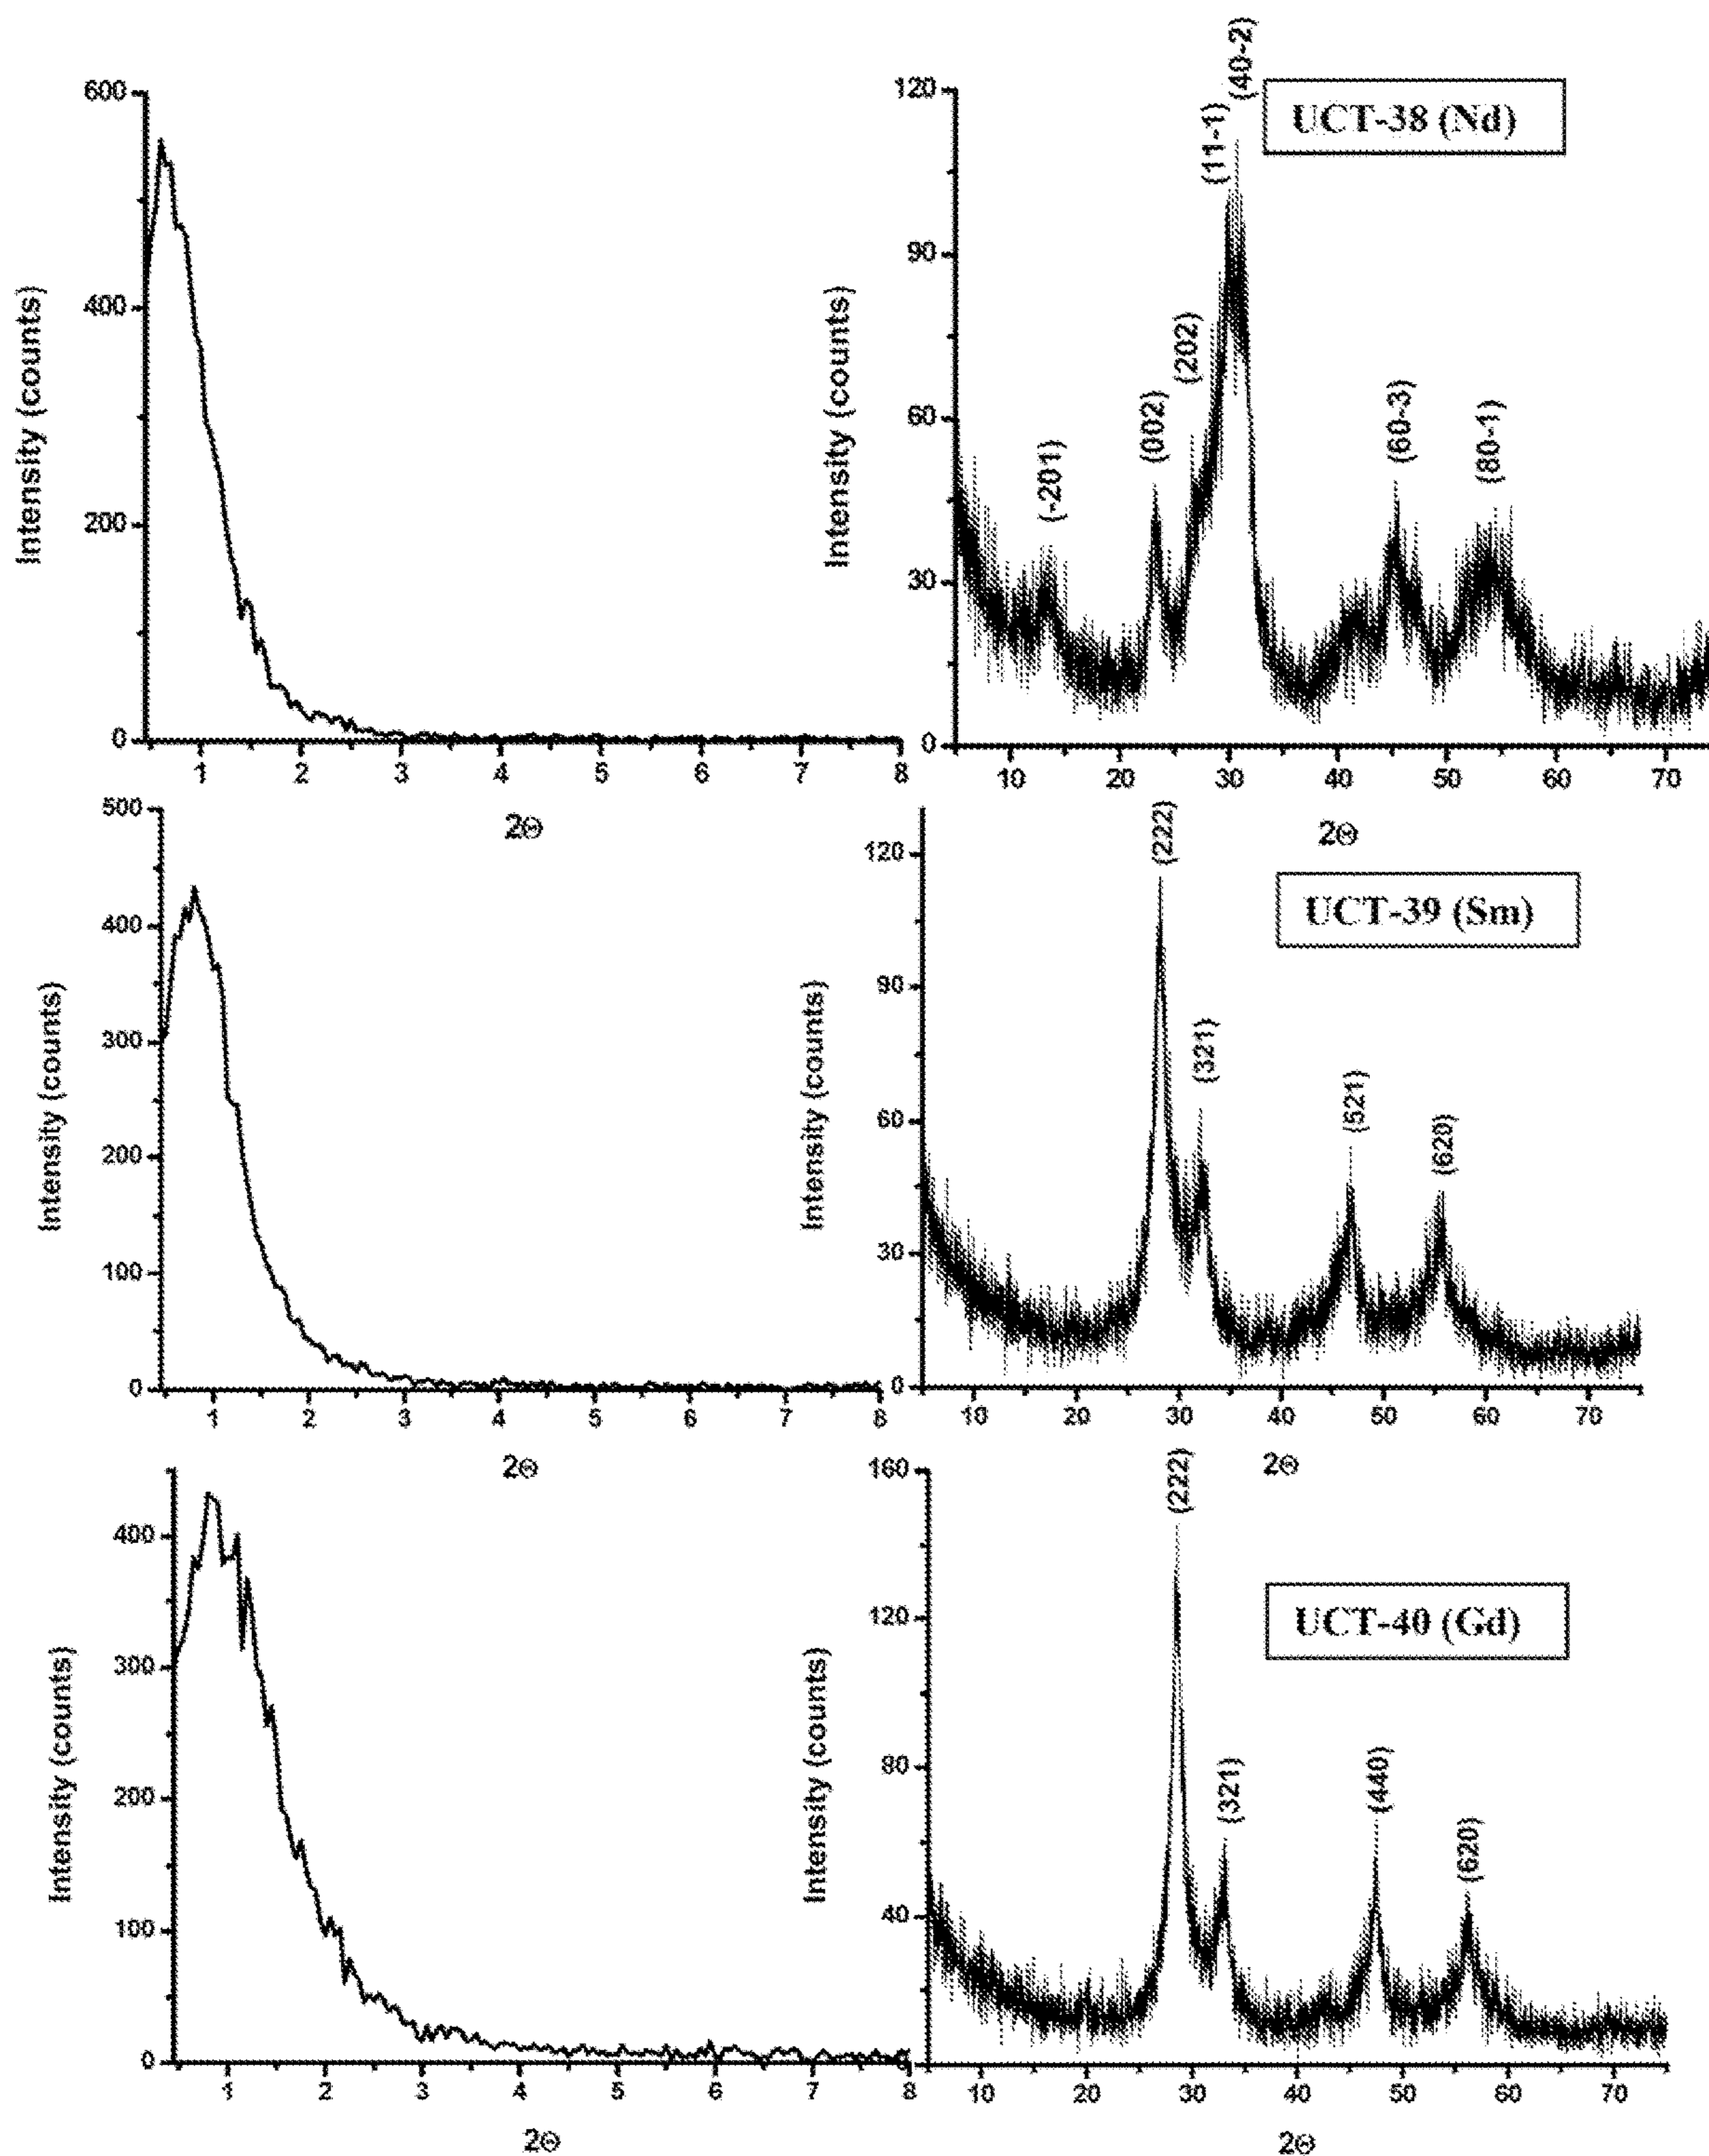 600
400
200
0
Intensity (counts)
1 2 3 4 5 6 7 8
2Θ
120
90
60
30
0
Intensity (counts)
(-201)
(002)
(202)
(11-1)
(40-2)
(60-3)
(80-1)
UCT-38 (Nd)
10 20 30 40 50 60 70
2Θ
500
400
300
200
100
0
Intensity (counts)
1 2 3 4 5 6 7 8
2Θ
120
90
60
30
0
Intensity (counts)
(222)
(321)
(521)
(620)
UCT-39 (Sm)
10 20 30 40 50 60 70
2Θ
400
300
200
100
0
Intensity (counts)
1 2 3 4 5 6 7 8
2Θ
160
120
80
40
0
Intensity (counts)
(222)
(321)
(440)
(620)
UCT-40 (Gd)
10 20 30 40 50 60 70
2Θ